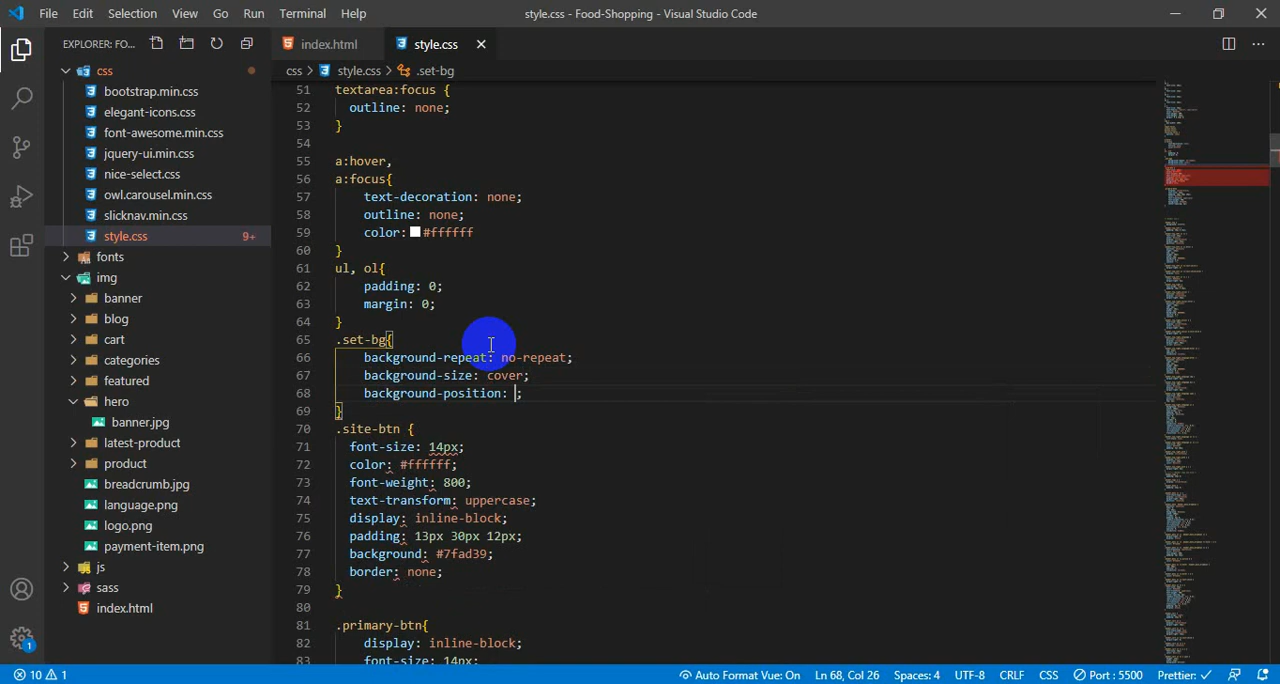 File Edit Selection View Go Run Terminal Help style.css - Food-Shopping - Visual Studio Code
EXPLORER: FO... index.html style.css
css > style.css > .set-bg
css
bootstrap.min.css
elegant-icons.css
font-awesome.min.css
jquery-ui.min.css
nice-select.css
owl.carousel.min.css
slicknav.min.css
style.css 9+
fonts
img
banner
blog
cart
categories
featured
hero
banner.jpg
latest-product
product
breadcrumb.jpg
language.png
logo.png
payment-item.png
js
sass
index.html
51 textarea:focus {
52 outline: none;
53 }
54
55 a:hover,
56 a:focus{
57 text-decoration: none;
58 outline: none;
59 color: #ffffff
60 }
61 ul, ol{
62 padding: 0;
63 margin: 0;
64 }
65 .set-bg{
66 background-repeat: no-repeat;
67 background-size: cover;
68 background-position: ;
69 }
70 .site-btn {
71 font-size: 14px;
72 color: #ffffff;
73 font-weight: 800;
74 text-transform: uppercase;
75 display: inline-block;
76 padding: 13px 30px 12px;
77 background: #7fad39;
78 border: none;
79 }
80
81 .primary-btn{
82 display: inline-block;
83 font-size: 14px;
10 1 Auto Format Vue: On Ln 68, Col 26 Spaces: 4 UTF-8 CRLF CSS Port : 5500 Prettier: